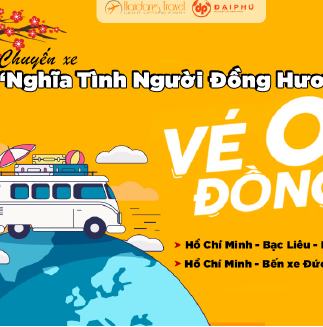 Hardans Travel
ĐẠI PHÚ
Chuyến xe
"Nghĩa Tình Người Đồng Hươ
VÉ 0
ĐỒNG
Hồ Chí Minh - Bạc Liêu -
Hồ Chí Minh - Bến xe Đức